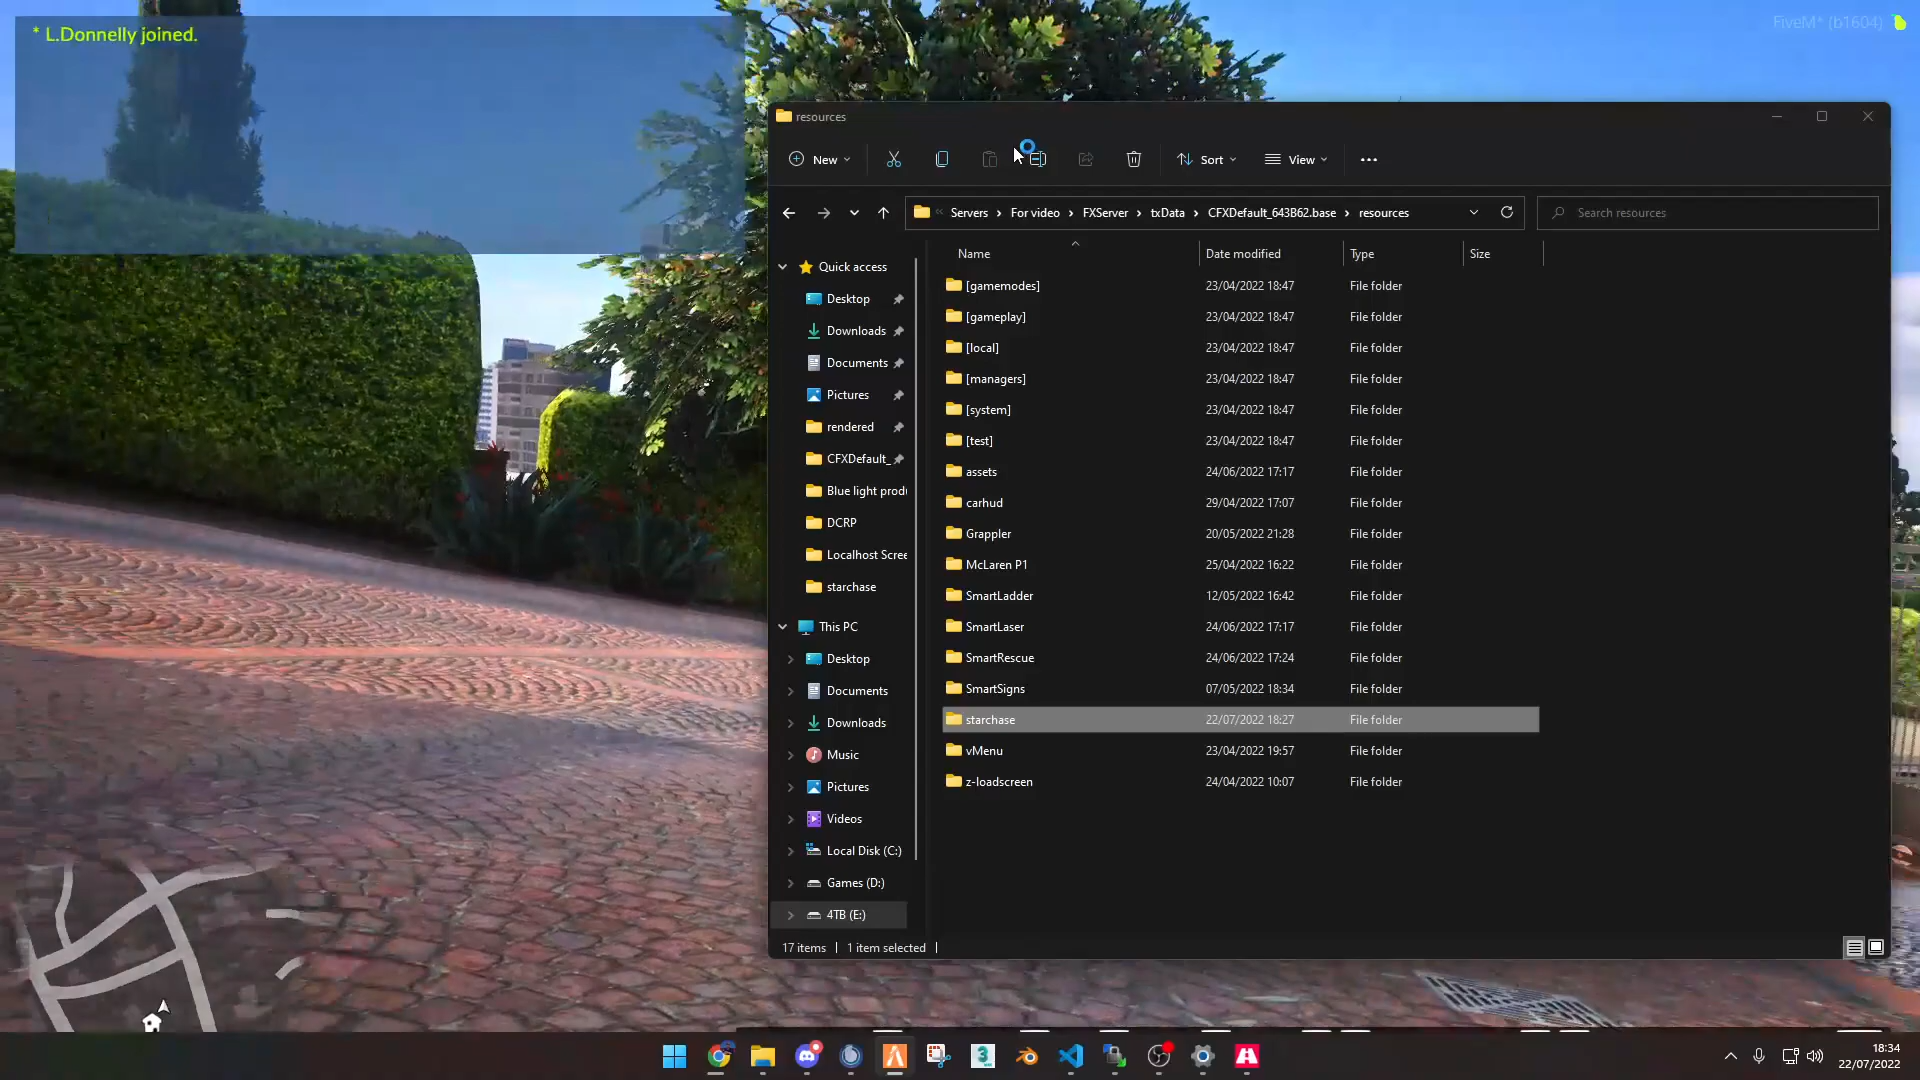 * L.Donnelly joined.
FiveM* (b1604)
resources
New
Sort
View
Servers > For video > FXServer > txData > CFXDefault_643B62.base > resources
Search resources
Name Date modified Type Size
[gamemodes] 23/04/2022 18:47 File folder
[gameplay] 23/04/2022 18:47 File folder
[local] 23/04/2022 18:47 File folder
[managers] 23/04/2022 18:47 File folder
[system] 23/04/2022 18:47 File folder
[test] 23/04/2022 18:47 File folder
assets 24/06/2022 17:17 File folder
carhud 29/04/2022 17:07 File folder
Grappler 20/05/2022 21:28 File folder
McLaren P1 25/04/2022 16:22 File folder
SmartLadder 12/05/2022 16:42 File folder
SmartLaser 24/06/2022 17:17 File folder
SmartRescue 24/06/2022 17:24 File folder
SmartSigns 07/05/2022 18:34 File folder
starchase 22/07/2022 18:27 File folder
vMenu 23/04/2022 19:57 File folder
z-loadscreen 24/04/2022 10:07 File folder
Quick access
Desktop
Downloads
Documents
Pictures
rendered
CFXDefault_
Blue light produ
DCRP
Localhost Scree
starchase
This PC
Desktop
Documents
Downloads
Music
Pictures
Videos
Local Disk (C:)
Games (D:)
4TB (E:)
17 items
1 item selected
3
18:34
22/07/2022